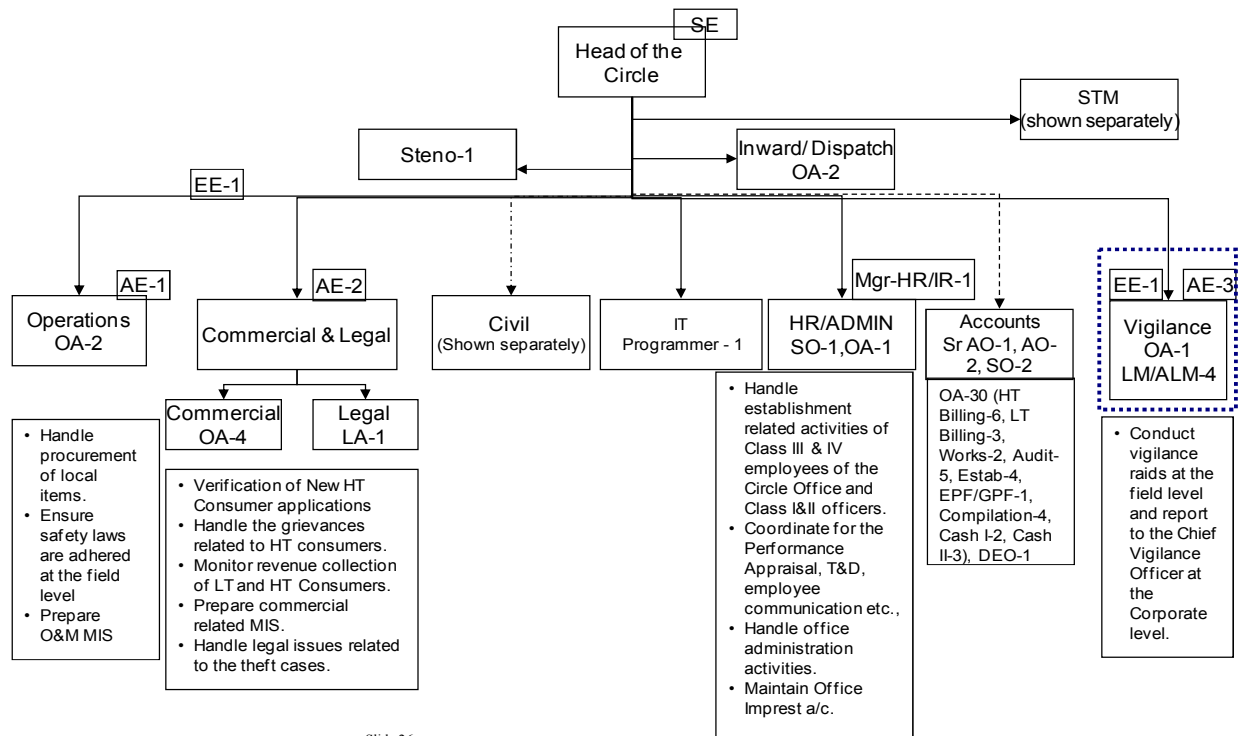 SE
Head of the
Circle
STM
(shown separately)
Steno-1
Inward/ Dispatch
OA-2
EE-1
AE-1
Operations
OA-2
AE-2
Commercial & Legal
Commercial
OA-4
Legal
LA-1
Civil
(Shown separately)
IT
Programmer - 1
Mgr-HR/IR-1
HR/ADMIN
SO-1,OA-1
Accounts
Sr AO-1, AO-
2, SO-2
EE-1
AE-3
Vigilance
OA-1
LM/ALM-4
• Handle
procurement
of local
items.
• Ensure
safety laws
are adhered
at the field
level
• Prepare
O&M MIS
• Verification of New HT
Consumer applications
• Handle the grievances
related to HT consumers.
• Monitor revenue collection
of LT and HT Consumers.
• Prepare commercial
related MIS.
• Handle legal issues related
to the theft cases.
• Handle
establishment
related activities of
Class III & IV
employees of the
Circle Office and
Class I&II officers.
• Coordinate for the
Performance
Appraisal, T&D,
employee
communication etc.,
• Handle office
administration
activities.
• Maintain Office
Imprest a/c.
OA-30 (HT
Billing-6, LT
Billing-3,
Works-2, Audit-
5, Estab-4,
EPF/GPF-1,
Compilation-4,
Cash I-2, Cash
II-3), DEO-1
• Conduct
vigilance
raids at the
field level
and report
to the Chief
Vigilance
Officer at
the
Corporate
level.